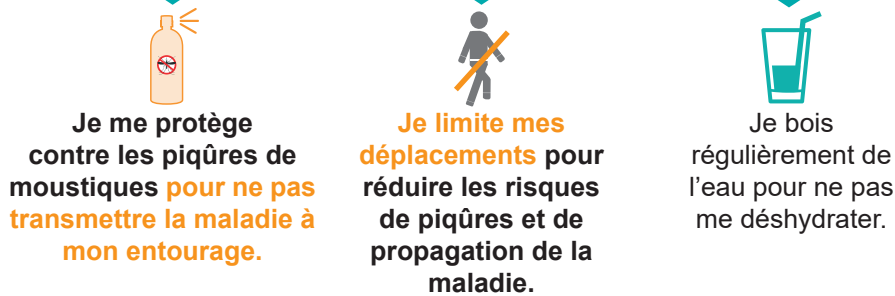 Je me protège
contre les piqûres de
moustiques pour ne pas
transmettre la maladie à
mon entourage.
Je limite mes
déplacements pour
réduire les risques
de piqûres et de
propagation de la
maladie.
Je bois
régulièrement de
l’eau pour ne pas
me déshydrater.